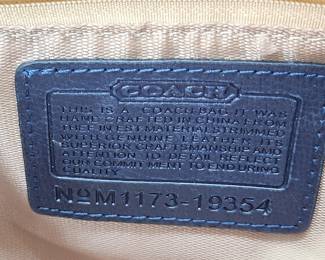 COACH
THIS IS A COACH BAG. IT WAS
HAND CRAFTED IN CHINA FROM
THE FINEST MATERIALS TRIMMED
WITH GENUINE LEATHER. ITS
SUPERIOR CRAFTSMANSHIP AND
ATTENTION TO DETAIL REFLECT
OUR COMMITMENT TO ENDURING
QUALITY.
NoM1173-19354